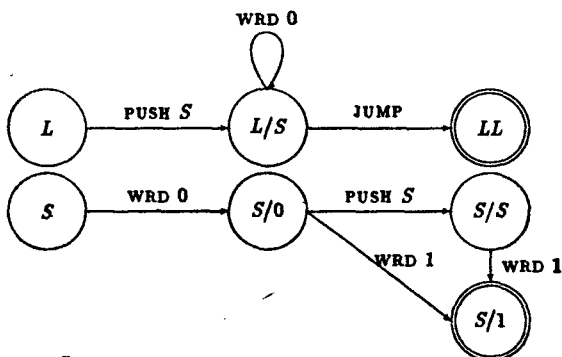 WRD 0
L PUSH S L/S JUMP LL
S WRD 0 S/0 PUSH S S/S
WRD 1 WRD 1
S/1